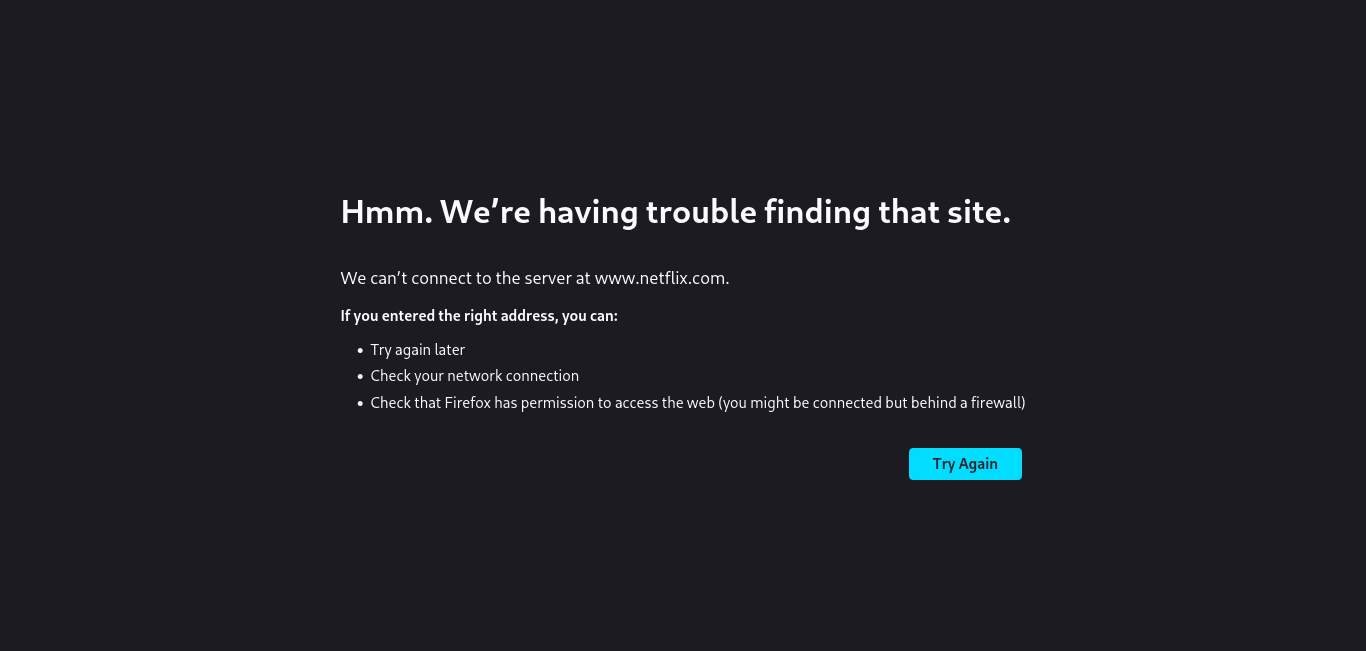 Hmm. We’re having trouble finding that site.
We can’t connect to the server at www.netflix.com.
If you entered the right address, you can:
• Try again later
• Check your network connection
• Check that Firefox has permission to access the web (you might be connected but behind a firewall)
Try Again